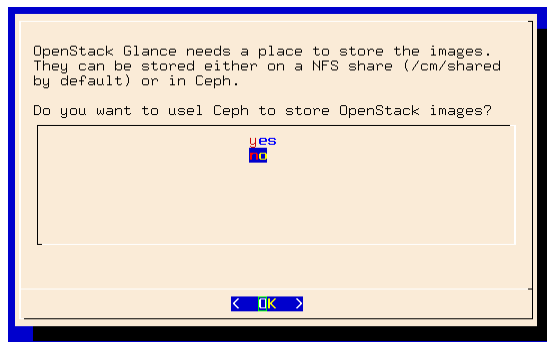 OpenStack Glance needs a place to store the images.
They can be stored either on a NFS share (/cm/shared
by default) or in Ceph.
Do you want to usel Ceph to store OpenStack images?
yes
no
< OK >